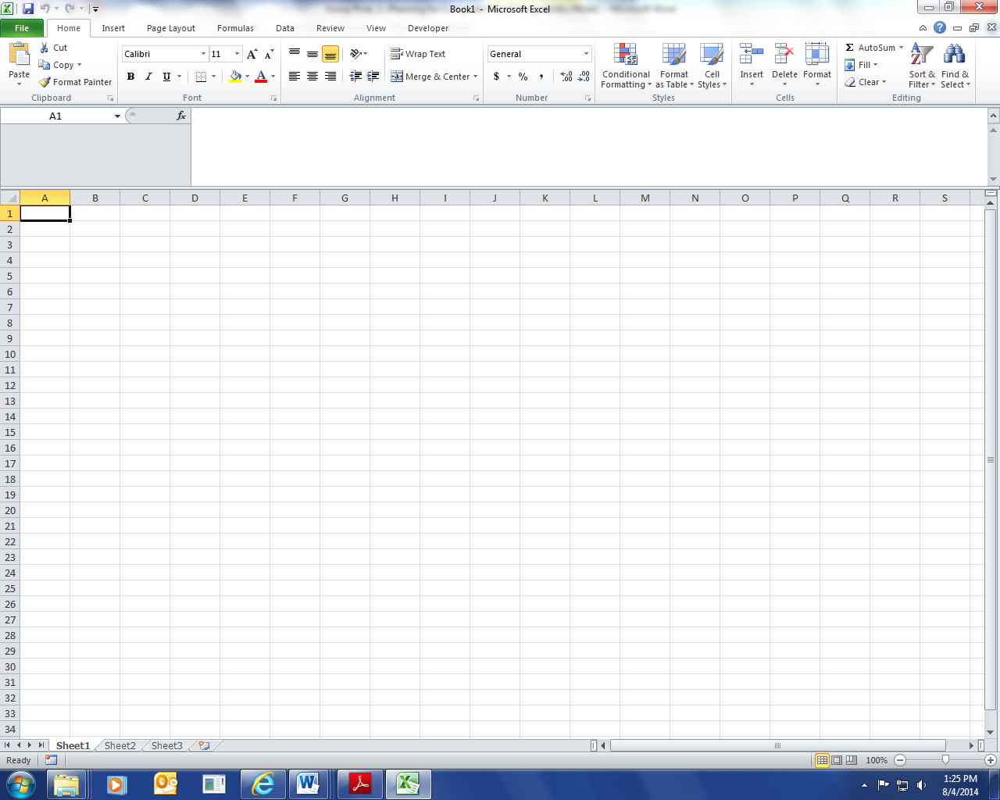 Book1 - Microsoft Excel
File Home Insert Page Layout Formulas Data Review View Developer
Paste
Cut
Copy
Format Painter
Clipboard
Calibri 11
B I U
Font
Wrap Text
Merge & Center
Alignment
General
$ % ,
Number
Conditional Formatting
Format as Table
Cell Styles
Styles
Insert Delete Format
Cells
Σ AutoSum
Fill
Clear
Sort & Filter
Find & Select
Editing
A1 fx
A B C D E F G H I J K L M N O P Q R S
1
2
3
4
5
6
7
8
9
10
11
12
13
14
15
16
17
18
19
20
21
22
23
24
25
26
27
28
29
30
31
32
33
34
Sheet1 Sheet2 Sheet3
Ready 100%
1:25 PM
8/4/2014